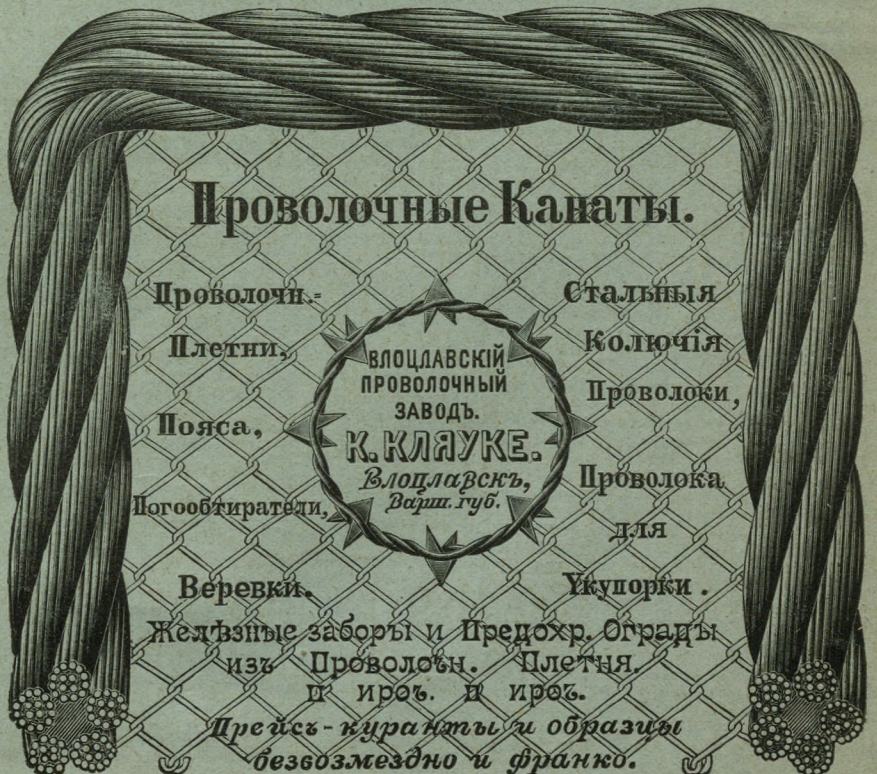 Проволочные Канаты.
Проволочн.=
Плетни,
Пояса,
Ногообтиратели,
Веревки.
ВЛОЦЛАВСКІЙ
ПРОВОЛОЧНЫЙ
ЗАВОДЪ.
К. КЛЯУКЕ.
Влоцлавскъ,
Варш. губ.
Стальныя
Колючія
Проволоки,
Проволока
для
Укупорки.
Желѣзные заборы и Предохр. Ограды
изъ Проволочн. Плетня.
и проч. и проч.
Прейсъ-куранты и образцы
безвозмездно и франко.